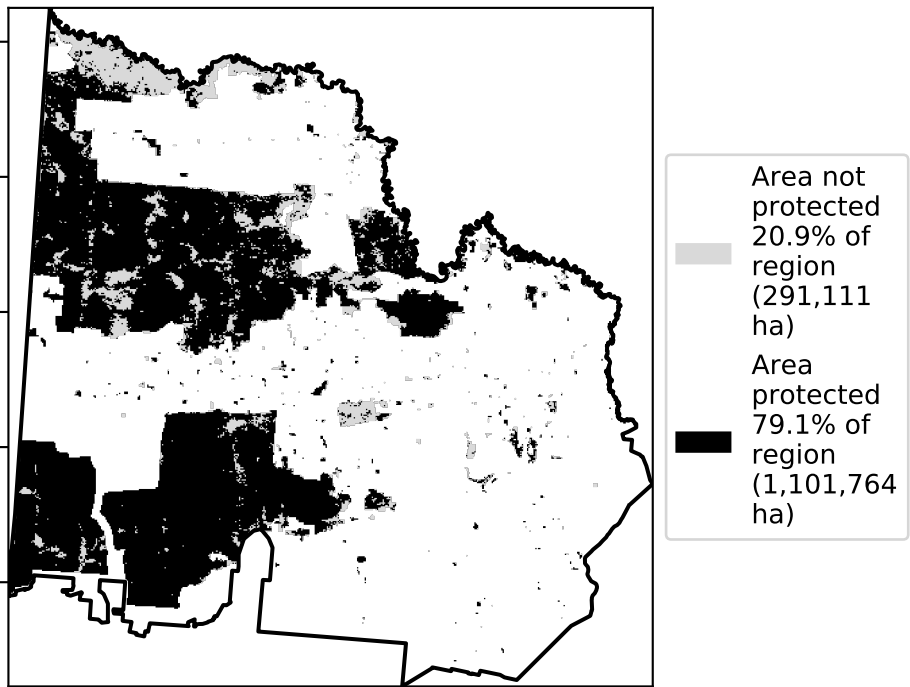 Area not
protected
20.9% of
region
(291,111
ha)
Area
protected
79.1% of
region
(1,101,764
ha)